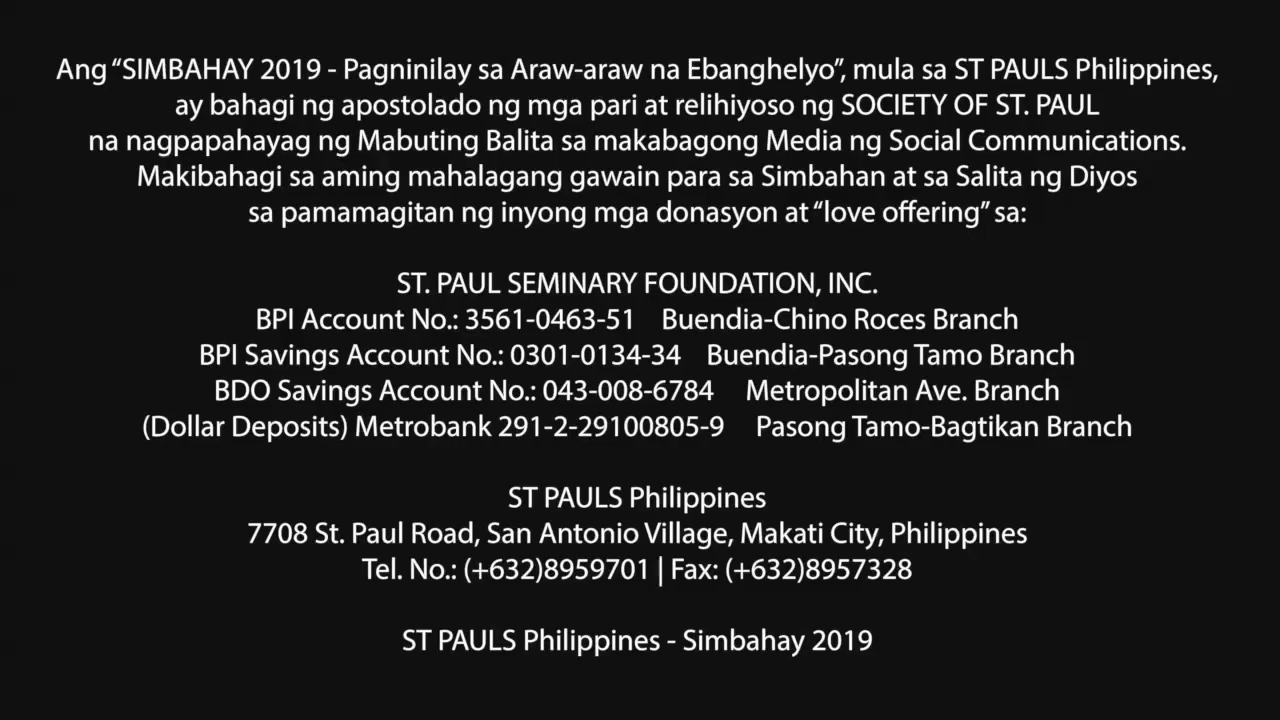 Ang “SIMBAHAY 2019 - Pagninilay sa Araw-araw na Ebanghelyo”, mula sa ST PAULS Philippines,
ay bahagi ng apostolado ng mga pari at relihiyoso ng SOCIETY OF ST. PAUL
na nagpapahayag ng Mabuting Balita sa makabagong Media ng Social Communications.
Makibahagi sa aming mahalagang gawain para sa Simbahan at sa Salita ng Diyos
sa pamamagitan ng inyong mga donasyon at “love offering” sa:
ST. PAUL SEMINARY FOUNDATION, INC.
BPI Account No.: 3561-0463-51 Buendia-Chino Roces Branch
BPI Savings Account No.: 0301-0134-34 Buendia-Pasong Tamo Branch
BDO Savings Account No.: 043-008-6784 Metropolitan Ave. Branch
(Dollar Deposits) Metrobank 291-2-29100805-9 Pasong Tamo-Bagtikan Branch
ST PAULS Philippines
7708 St. Paul Road, San Antonio Village, Makati City, Philippines
Tel. No.: (+632)8959701 | Fax: (+632)8957328
ST PAULS Philippines - Simbahay 2019